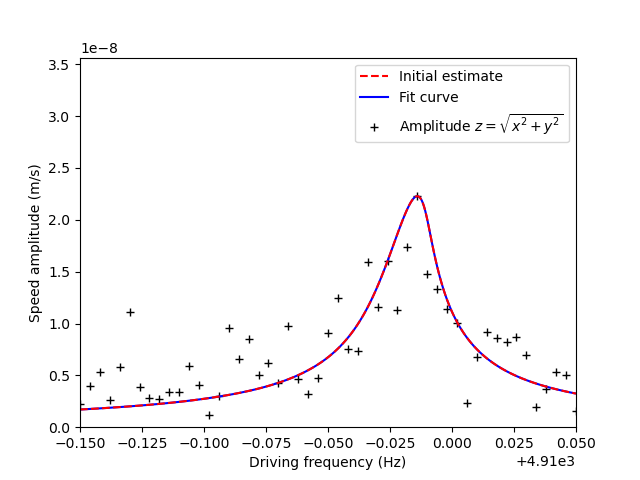 1e−8
3.5
3.0
2.5
2.0
1.5
1.0
0.5
0.0
Speed amplitude (m/s)
Initial estimate
Fit curve
Amplitude z = √x² + y²
−0.150 −0.125 −0.100 −0.075 −0.050 −0.025 0.000 0.025 0.050
Driving frequency (Hz)
+4.91e3